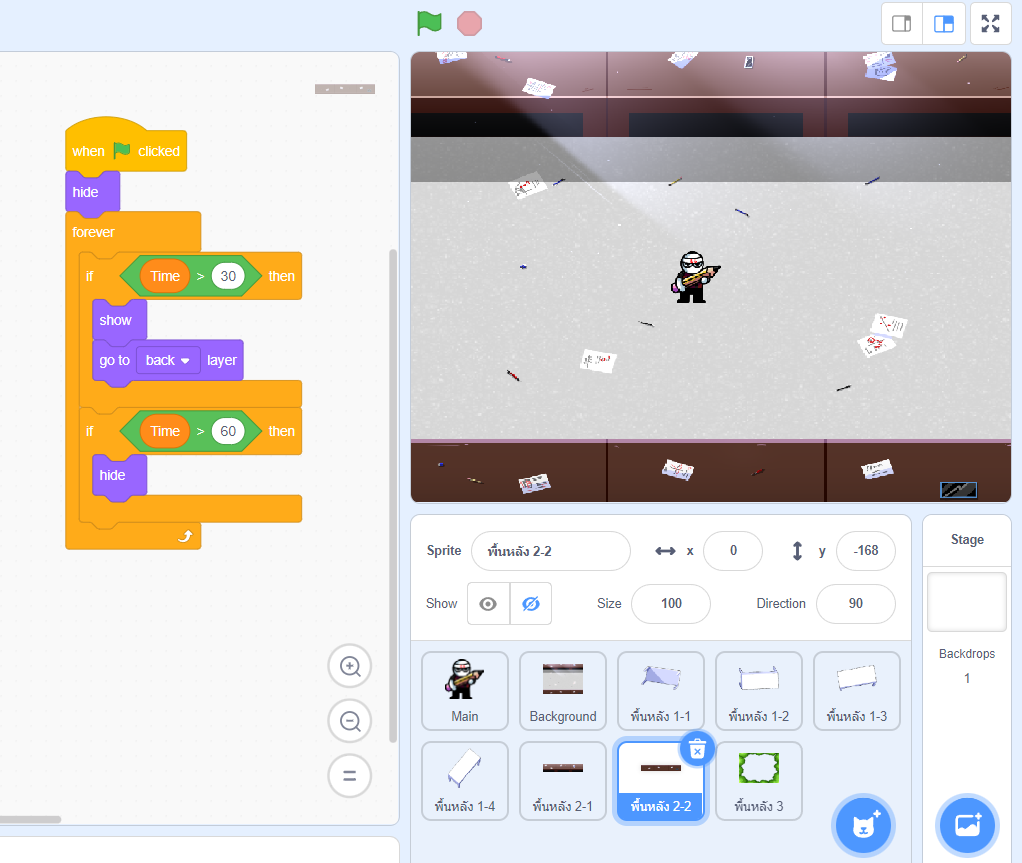 when clicked
hide
forever
if Time > 30 then
show
go to back layer
if Time > 60 then
hide
Sprite พื้นหลัง 2-2 x 0 y -168
Show Size 100 Direction 90
Stage
Backdrops
1
Main Background พื้นหลัง 1-1 พื้นหลัง 1-2 พื้นหลัง 1-3
พื้นหลัง 1-4 พื้นหลัง 2-1 พื้นหลัง 2-2 พื้นหลัง 3